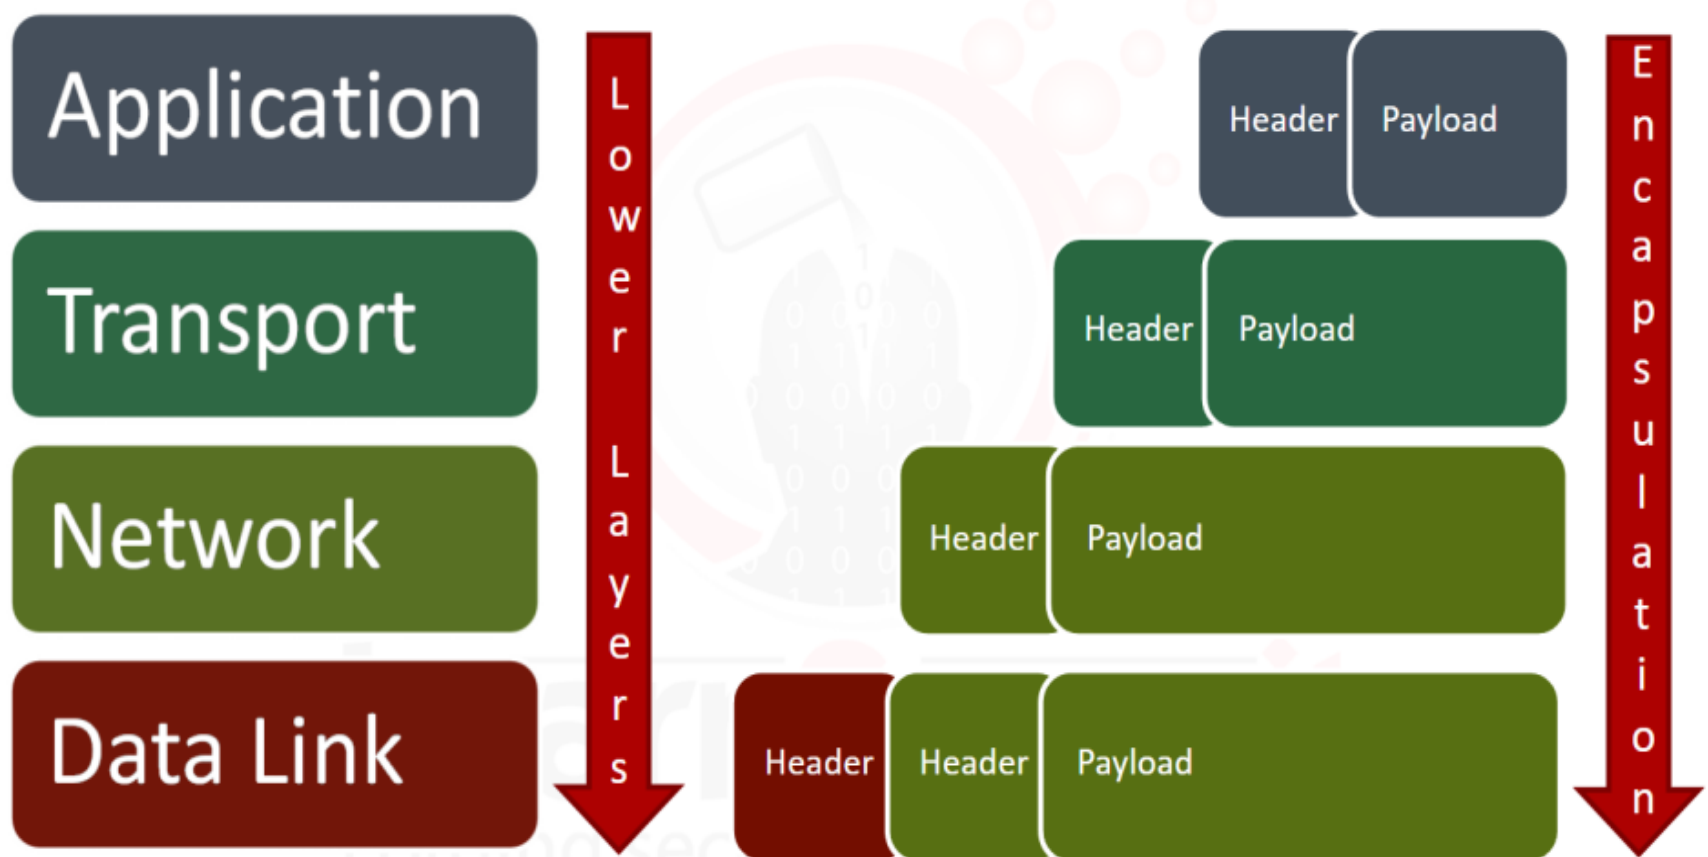 Application
Transport
Network
Data Link
Lower Layers
Header Payload
Header Payload
Header Payload
Header Header Payload
Encapsulation